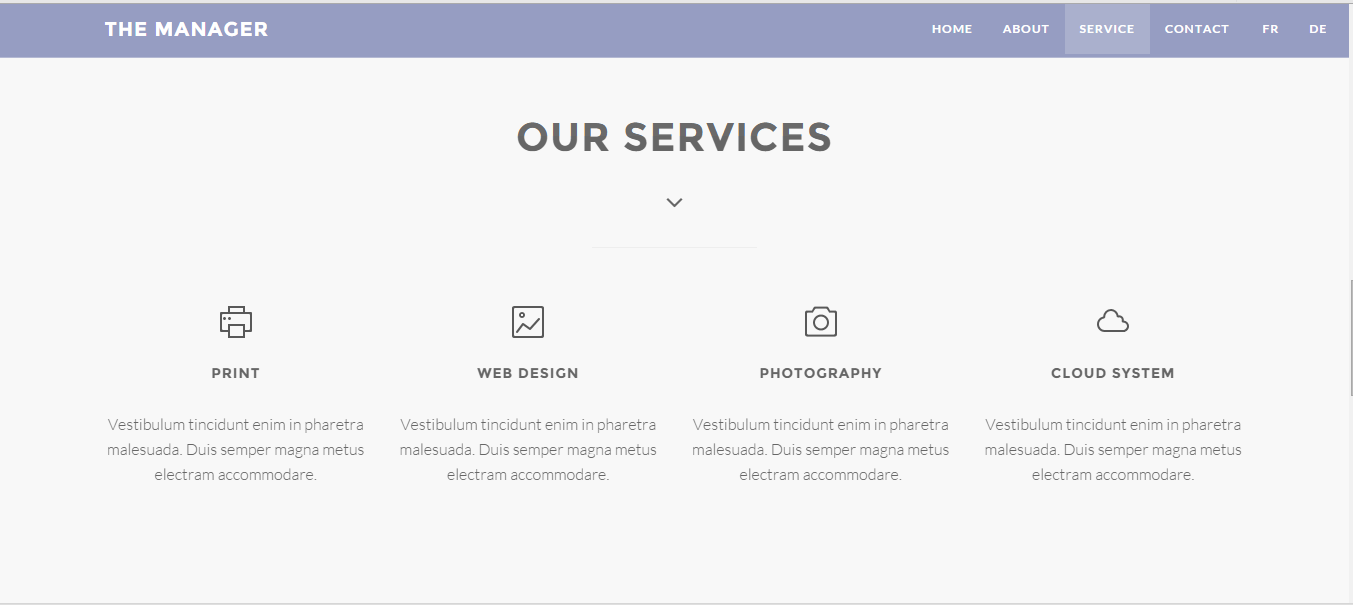 THE MANAGER
HOME ABOUT SERVICE CONTACT FR DE
OUR SERVICES
PRINT
Vestibulum tincidunt enim in pharetra
malesuada. Duis semper magna metus
electram accommodare.
WEB DESIGN
Vestibulum tincidunt enim in pharetra
malesuada. Duis semper magna metus
electram accommodare.
PHOTOGRAPHY
Vestibulum tincidunt enim in pharetra
malesuada. Duis semper magna metus
electram accommodare.
CLOUD SYSTEM
Vestibulum tincidunt enim in pharetra
malesuada. Duis semper magna metus
electram accommodare.